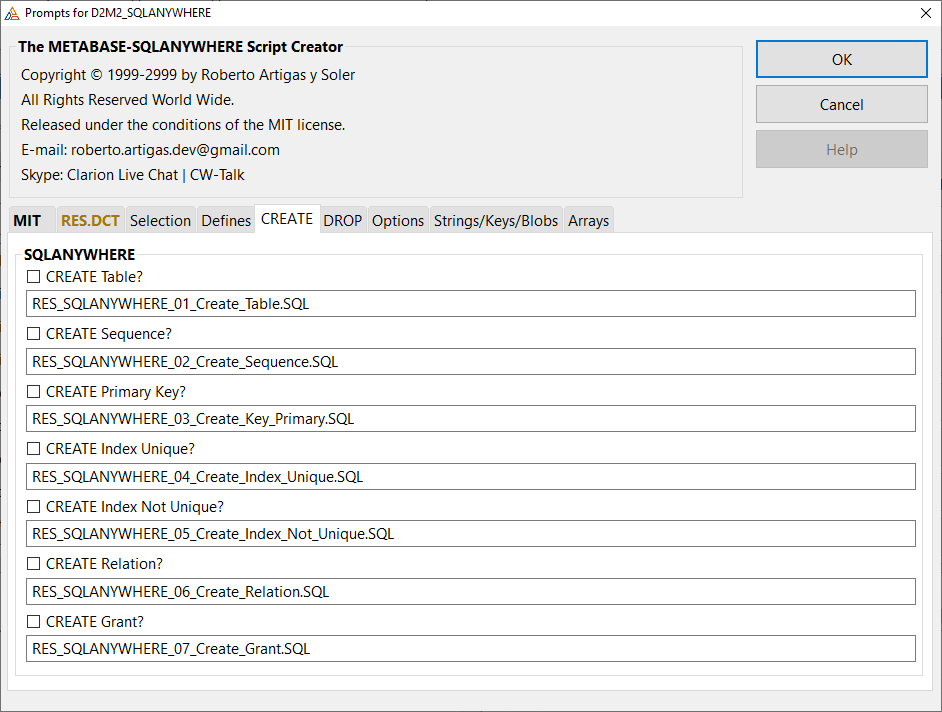 Prompts for D2M2_SQLANYWHERE
The METABASE-SQLANYWHERE Script Creator
Copyright © 1999-2999 by Roberto Artigas y Soler
All Rights Reserved World Wide.
Released under the conditions of the MIT license.
E-mail: roberto.artigas.dev@gmail.com
Skype: Clarion Live Chat | CW-Talk
OK
Cancel
Help
MIT RES.DCT Selection Defines CREATE DROP Options Strings/Keys/Blobs Arrays
SQLANYWHERE
CREATE Table?
RES_SQLANYWHERE_01_Create_Table.SQL
CREATE Sequence?
RES_SQLANYWHERE_02_Create_Sequence.SQL
CREATE Primary Key?
RES_SQLANYWHERE_03_Create_Key_Primary.SQL
CREATE Index Unique?
RES_SQLANYWHERE_04_Create_Index_Unique.SQL
CREATE Index Not Unique?
RES_SQLANYWHERE_05_Create_Index_Not_Unique.SQL
CREATE Relation?
RES_SQLANYWHERE_06_Create_Relation.SQL
CREATE Grant?
RES_SQLANYWHERE_07_Create_Grant.SQL